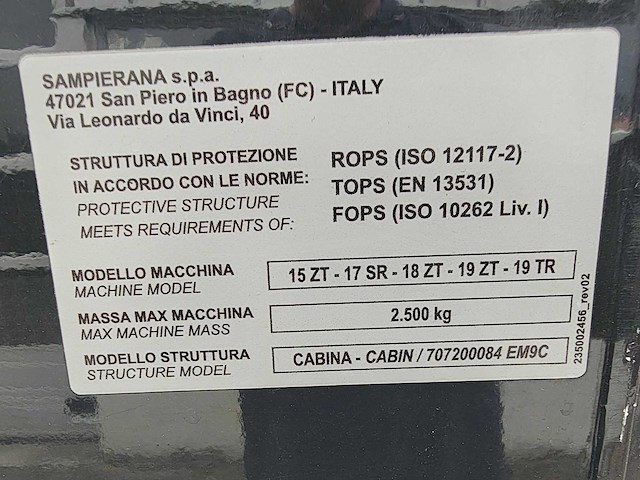 SAMPIERANA s.p.a.
47021 San Piero in Bagno (FC) - ITALY
Via Leonardo da Vinci, 40
STRUTTURA DI PROTEZIONE
IN ACCORDO CON LE NORME:
PROTECTIVE STRUCTURE
MEETS REQUIREMENTS OF:
ROPS (ISO 12117-2)
TOPS (EN 13531)
FOPS (ISO 10262 Liv. I)
MODELLO MACCHINA
MACHINE MODEL
15 ZT - 17 SR - 18 ZT - 19 ZT - 19 TR
MASSA MAX MACCHINA
MAX MACHINE MASS
2.500 kg
MODELLO STRUTTURA
STRUCTURE MODEL
CABINA - CABIN / 707200084 EM9C
235002456_rev02